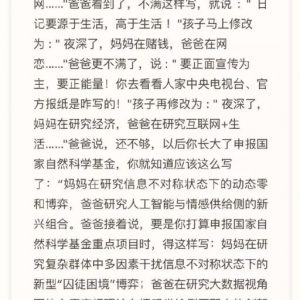 网......"爸爸看到了，不满这样写，就说：" 日
记要源于生活，高于生活！"孩子马上修改
为：" 夜深了，妈妈在赌钱，爸爸在网
恋......"爸爸更不满了，说：" 要正面宣传为
主，要正能量！你去看看人家中央电视台、官
方报纸是咋写的！"孩子再修改为：" 夜深了，
妈妈在研究经济，爸爸在研究互联网+生
活......"爸爸说，还不够，以后你长大了申报国
家自然科学基金，你就知道应该这么写
了：“妈妈在研究信息不对称状态下的动态零
和博弈，爸爸研究人工智能与情感供给侧的新
兴组合。爸爸接着说，要是你打算申报国家自
然科学基金重点项目时，得这样写：妈妈在研
究复杂群体中多因素干扰信息不对称状态下的
新型“囚徒困境”博弈；爸爸在研究大数据视角